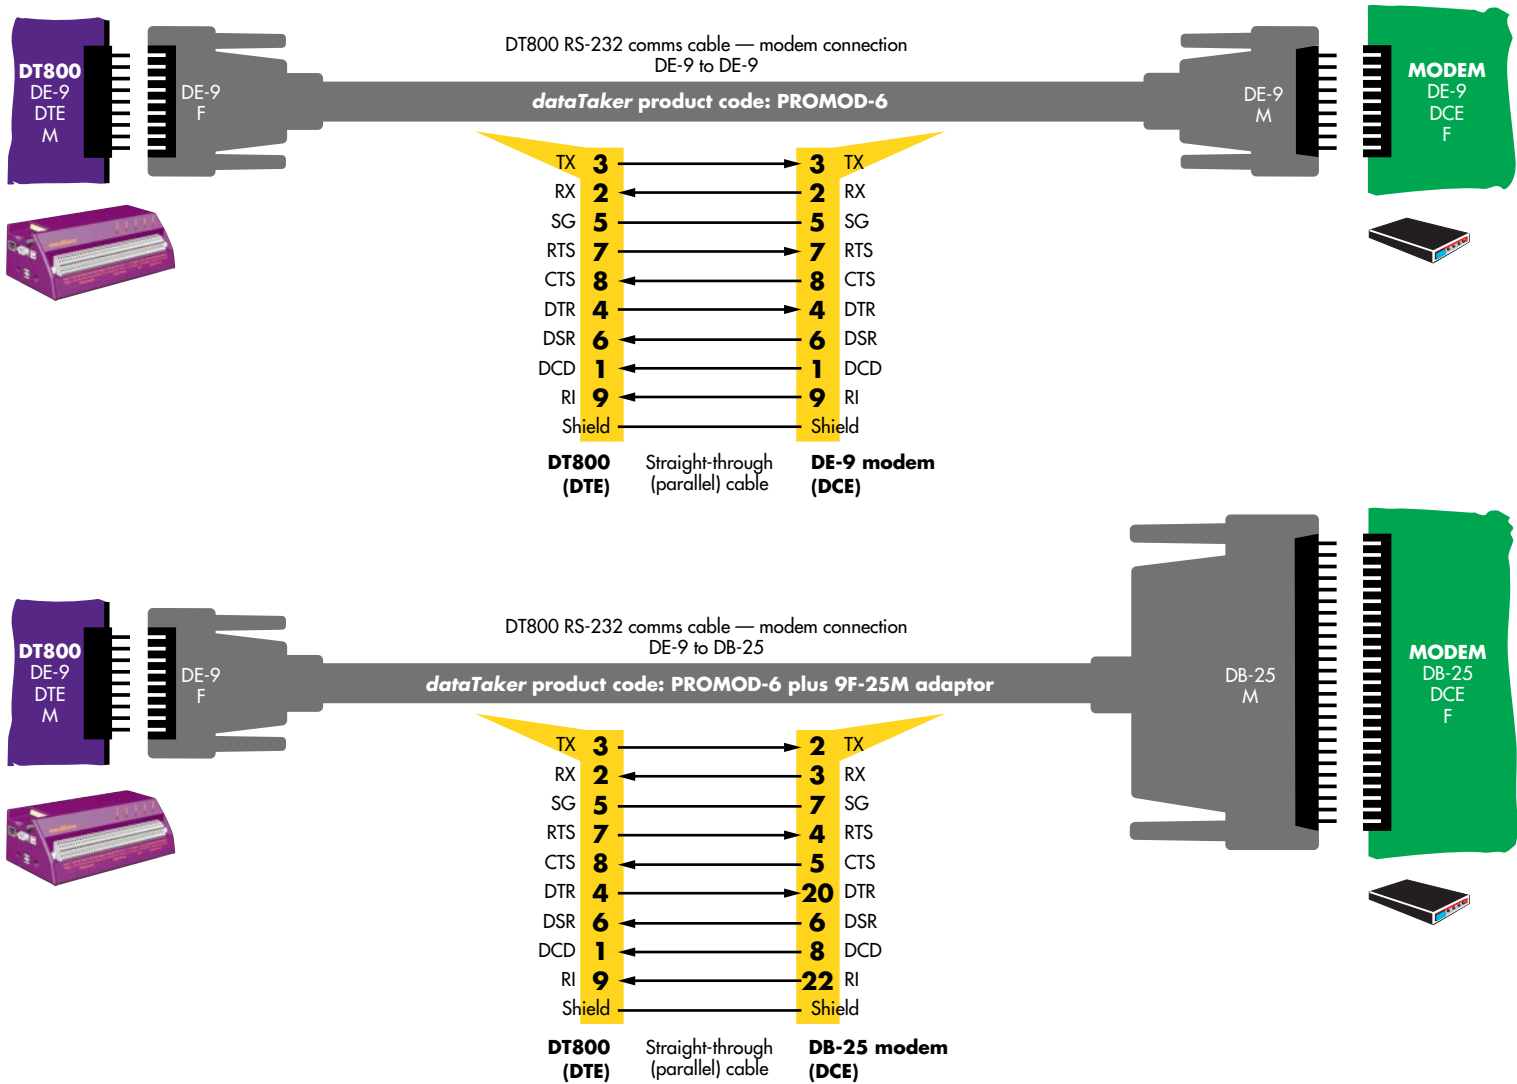 DT800 RS-232 comms cable — modem connection
DE-9 to DE-9
DT800
DE-9
DTE
M
DE-9
F
dataTaker product code: PROMOD-6
DE-9
M
MODEM
DE-9
DCE
F
TX 3 3 TX
RX 2 2 RX
SG 5 5 SG
RTS 7 7 RTS
CTS 8 8 CTS
DTR 4 4 DTR
DSR 6 6 DSR
DCD 1 1 DCD
RI 9 9 RI
Shield Shield
DT800
(DTE)
Straight-through
(parallel) cable
DE-9 modem
(DCE)
DT800 RS-232 comms cable — modem connection
DE-9 to DB-25
DT800
DE-9
DTE
M
DE-9
F
dataTaker product code: PROMOD-6 plus 9F-25M adaptor
DB-25
M
MODEM
DB-25
DCE
F
TX 3 2 TX
RX 2 3 RX
SG 5 7 SG
RTS 7 4 RTS
CTS 8 5 CTS
DTR 4 20 DTR
DSR 6 6 DSR
DCD 1 8 DCD
RI 9 22 RI
Shield Shield
DT800
(DTE)
Straight-through
(parallel) cable
DB-25 modem
(DCE)